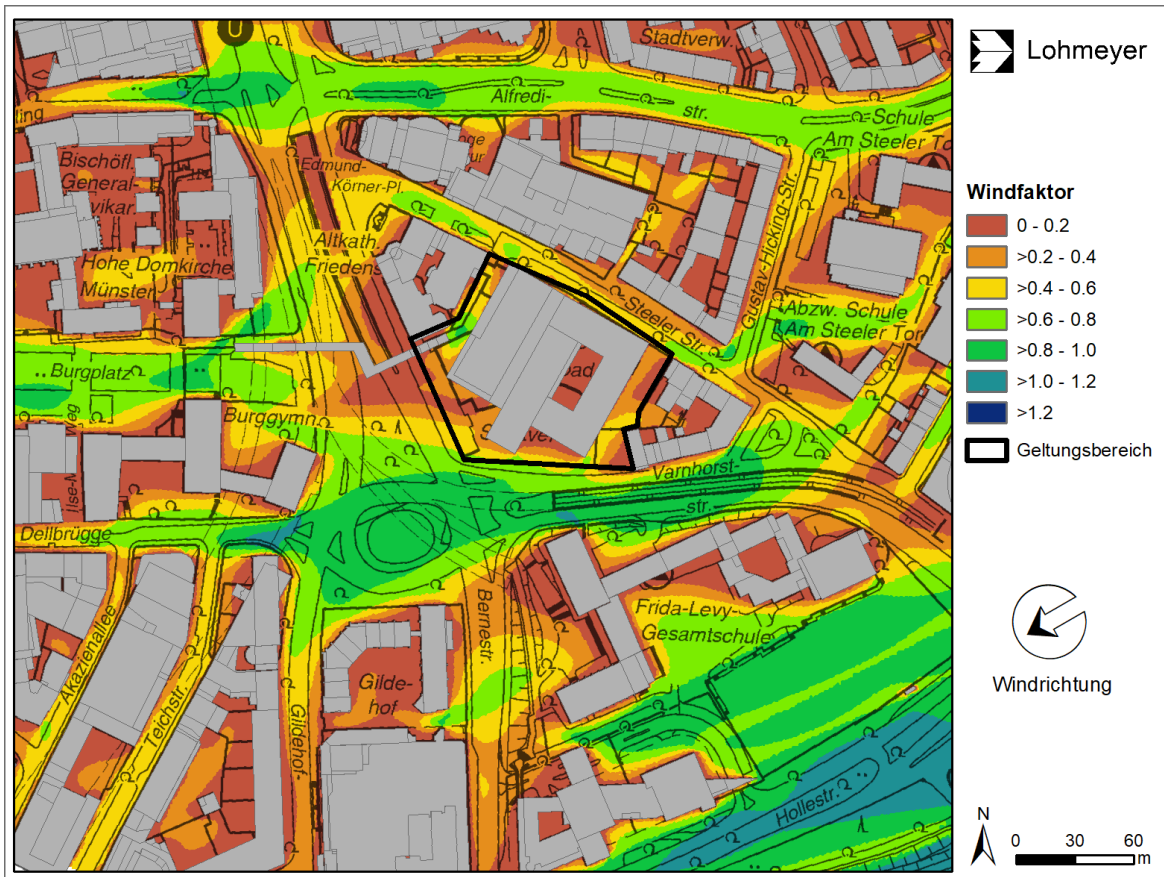 U
Stadtverw.
Lohmeyer
Alfredi-
str.
Schule
Am Steeler Tor
ting
Bischöfl.
General-
vikar.
Edmund-
Körner-Pl.
Gustav-Hicking-Str.
Altkath.
Friedens
Hohe Domkirche
Münster
Steeler Str.
Abzw. Schule
Am Steeler Tor
Burgplatz
Burggymn.
Varnhorst-
str.
Dellbrügge
Akazienallee
Teichstr.
Gildehof-
Bernestr.
Frida-Levy-
Gesamtschule
Gilde-
hof
Hollestr.
Windfaktor
0 - 0.2
>0.2 - 0.4
>0.4 - 0.6
>0.6 - 0.8
>0.8 - 1.0
>1.0 - 1.2
>1.2
Geltungsbereich
Windrichtung
N
0 30 60
m